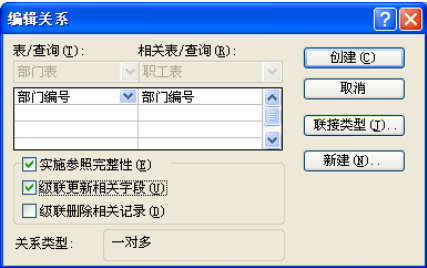 编辑关系
表/查询(T): 相关表/查询(R):
部门表 职工表
部门编号 部门编号
创建(C)
取消
联接类型(J)..
新建(N)..
实施参照完整性(E)
级联更新相关字段(U)
级联删除相关记录(D)
关系类型: 一对多